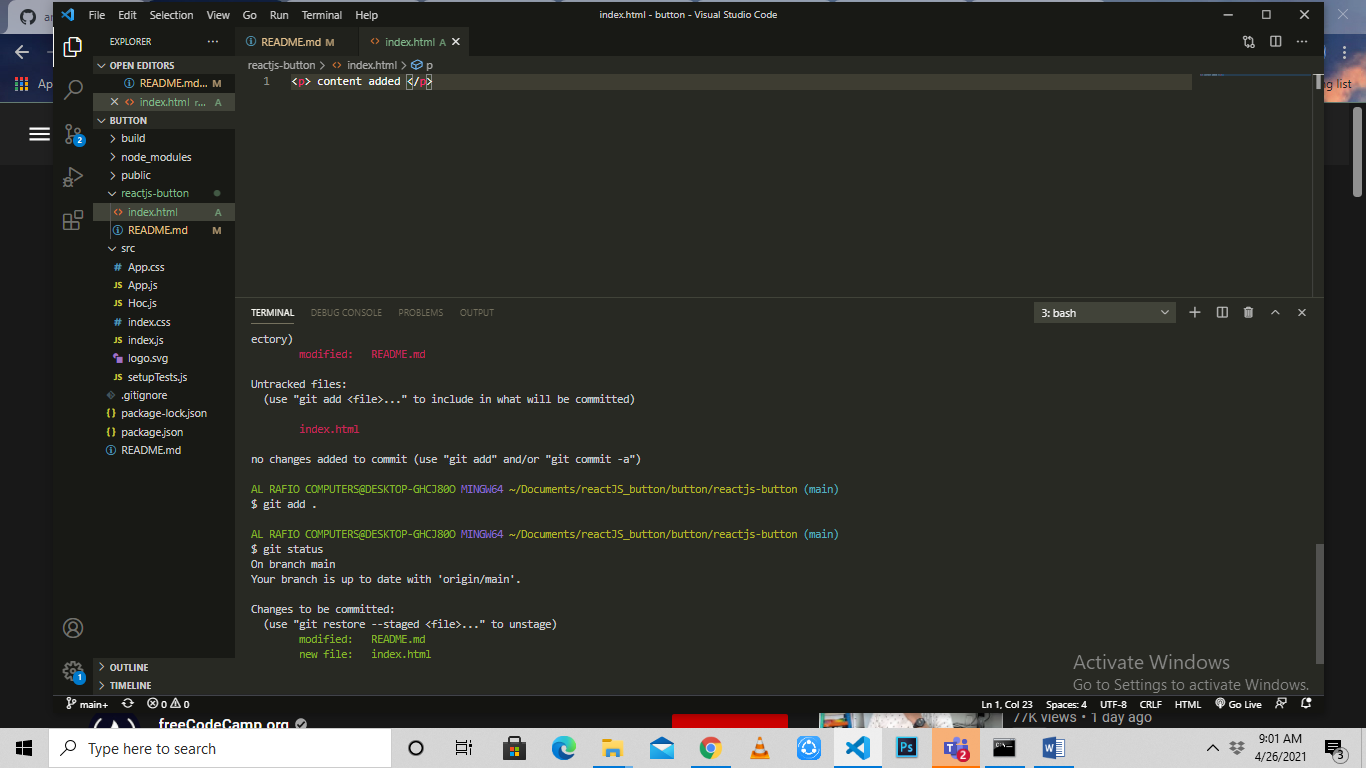 File Edit Selection View Go Run Terminal Help
index.html - button - Visual Studio Code
EXPLORER
README.md M
index.html A
OPEN EDITORS
README.md... M
index.html r... A
BUTTON
build
node_modules
public
reactjs-button
index.html A
README.md M
src
App.css
App.js
Hoc.js
index.css
index.js
logo.svg
setupTests.js
.gitignore
package-lock.json
package.json
README.md
OUTLINE
TIMELINE
Ap
2
1
reactjs-button > index.html > p
1 <p> content added </p>
g list
TERMINAL DEBUG CONSOLE PROBLEMS OUTPUT
3: bash
ectory)
modified: README.md
Untracked files:
(use "git add <file>..." to include in what will be committed)
index.html
no changes added to commit (use "git add" and/or "git commit -a")
AL RAFIO COMPUTERS@DESKTOP-GHCJ80O MINGW64 ~/Documents/reactJS_button/button/reactjs-button (main)
$ git add .
AL RAFIO COMPUTERS@DESKTOP-GHCJ80O MINGW64 ~/Documents/reactJS_button/button/reactjs-button (main)
$ git status
On branch main
Your branch is up to date with 'origin/main'.
Changes to be committed:
(use "git restore --staged <file>..." to unstage)
modified: README.md
new file: index.html
Activate Windows
Go to Settings to activate Windows.
main+ 0 0
Ln 1, Col 23 Spaces: 4 UTF-8 CRLF HTML Go Live
freeCodeCamp.org
77K views • 1 day ago
Type here to search
Ps
2
9:01 AM
4/26/2021
3